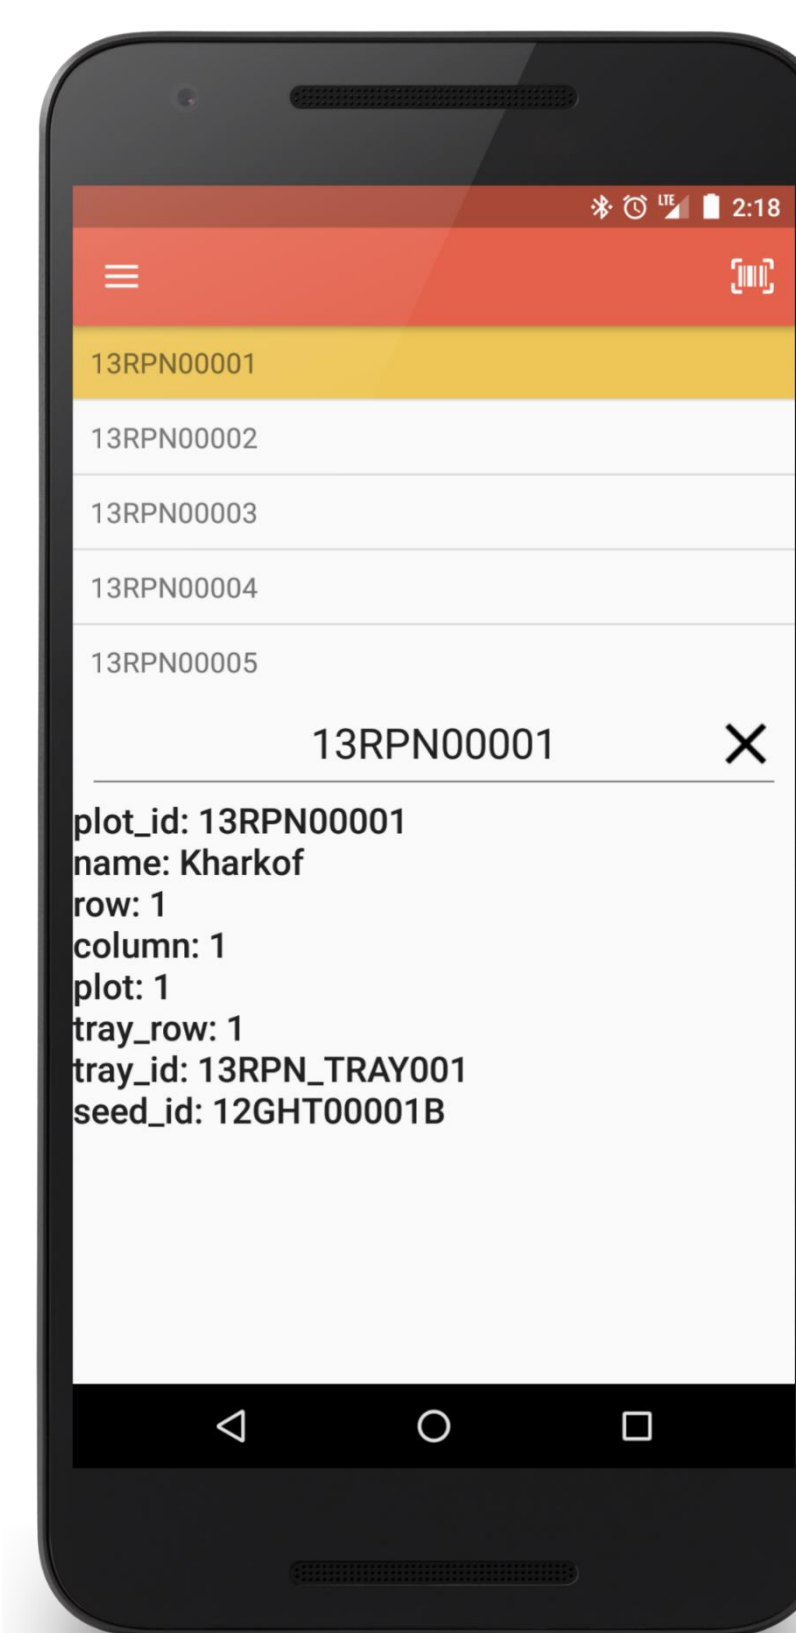 LTE 2:18
13RPN00001
13RPN00002
13RPN00003
13RPN00004
13RPN00005
13RPN00001
plot_id: 13RPN00001
name: Kharkof
row: 1
column: 1
plot: 1
tray_row: 1
tray_id: 13RPN_TRAY001
seed_id: 12GHT00001B